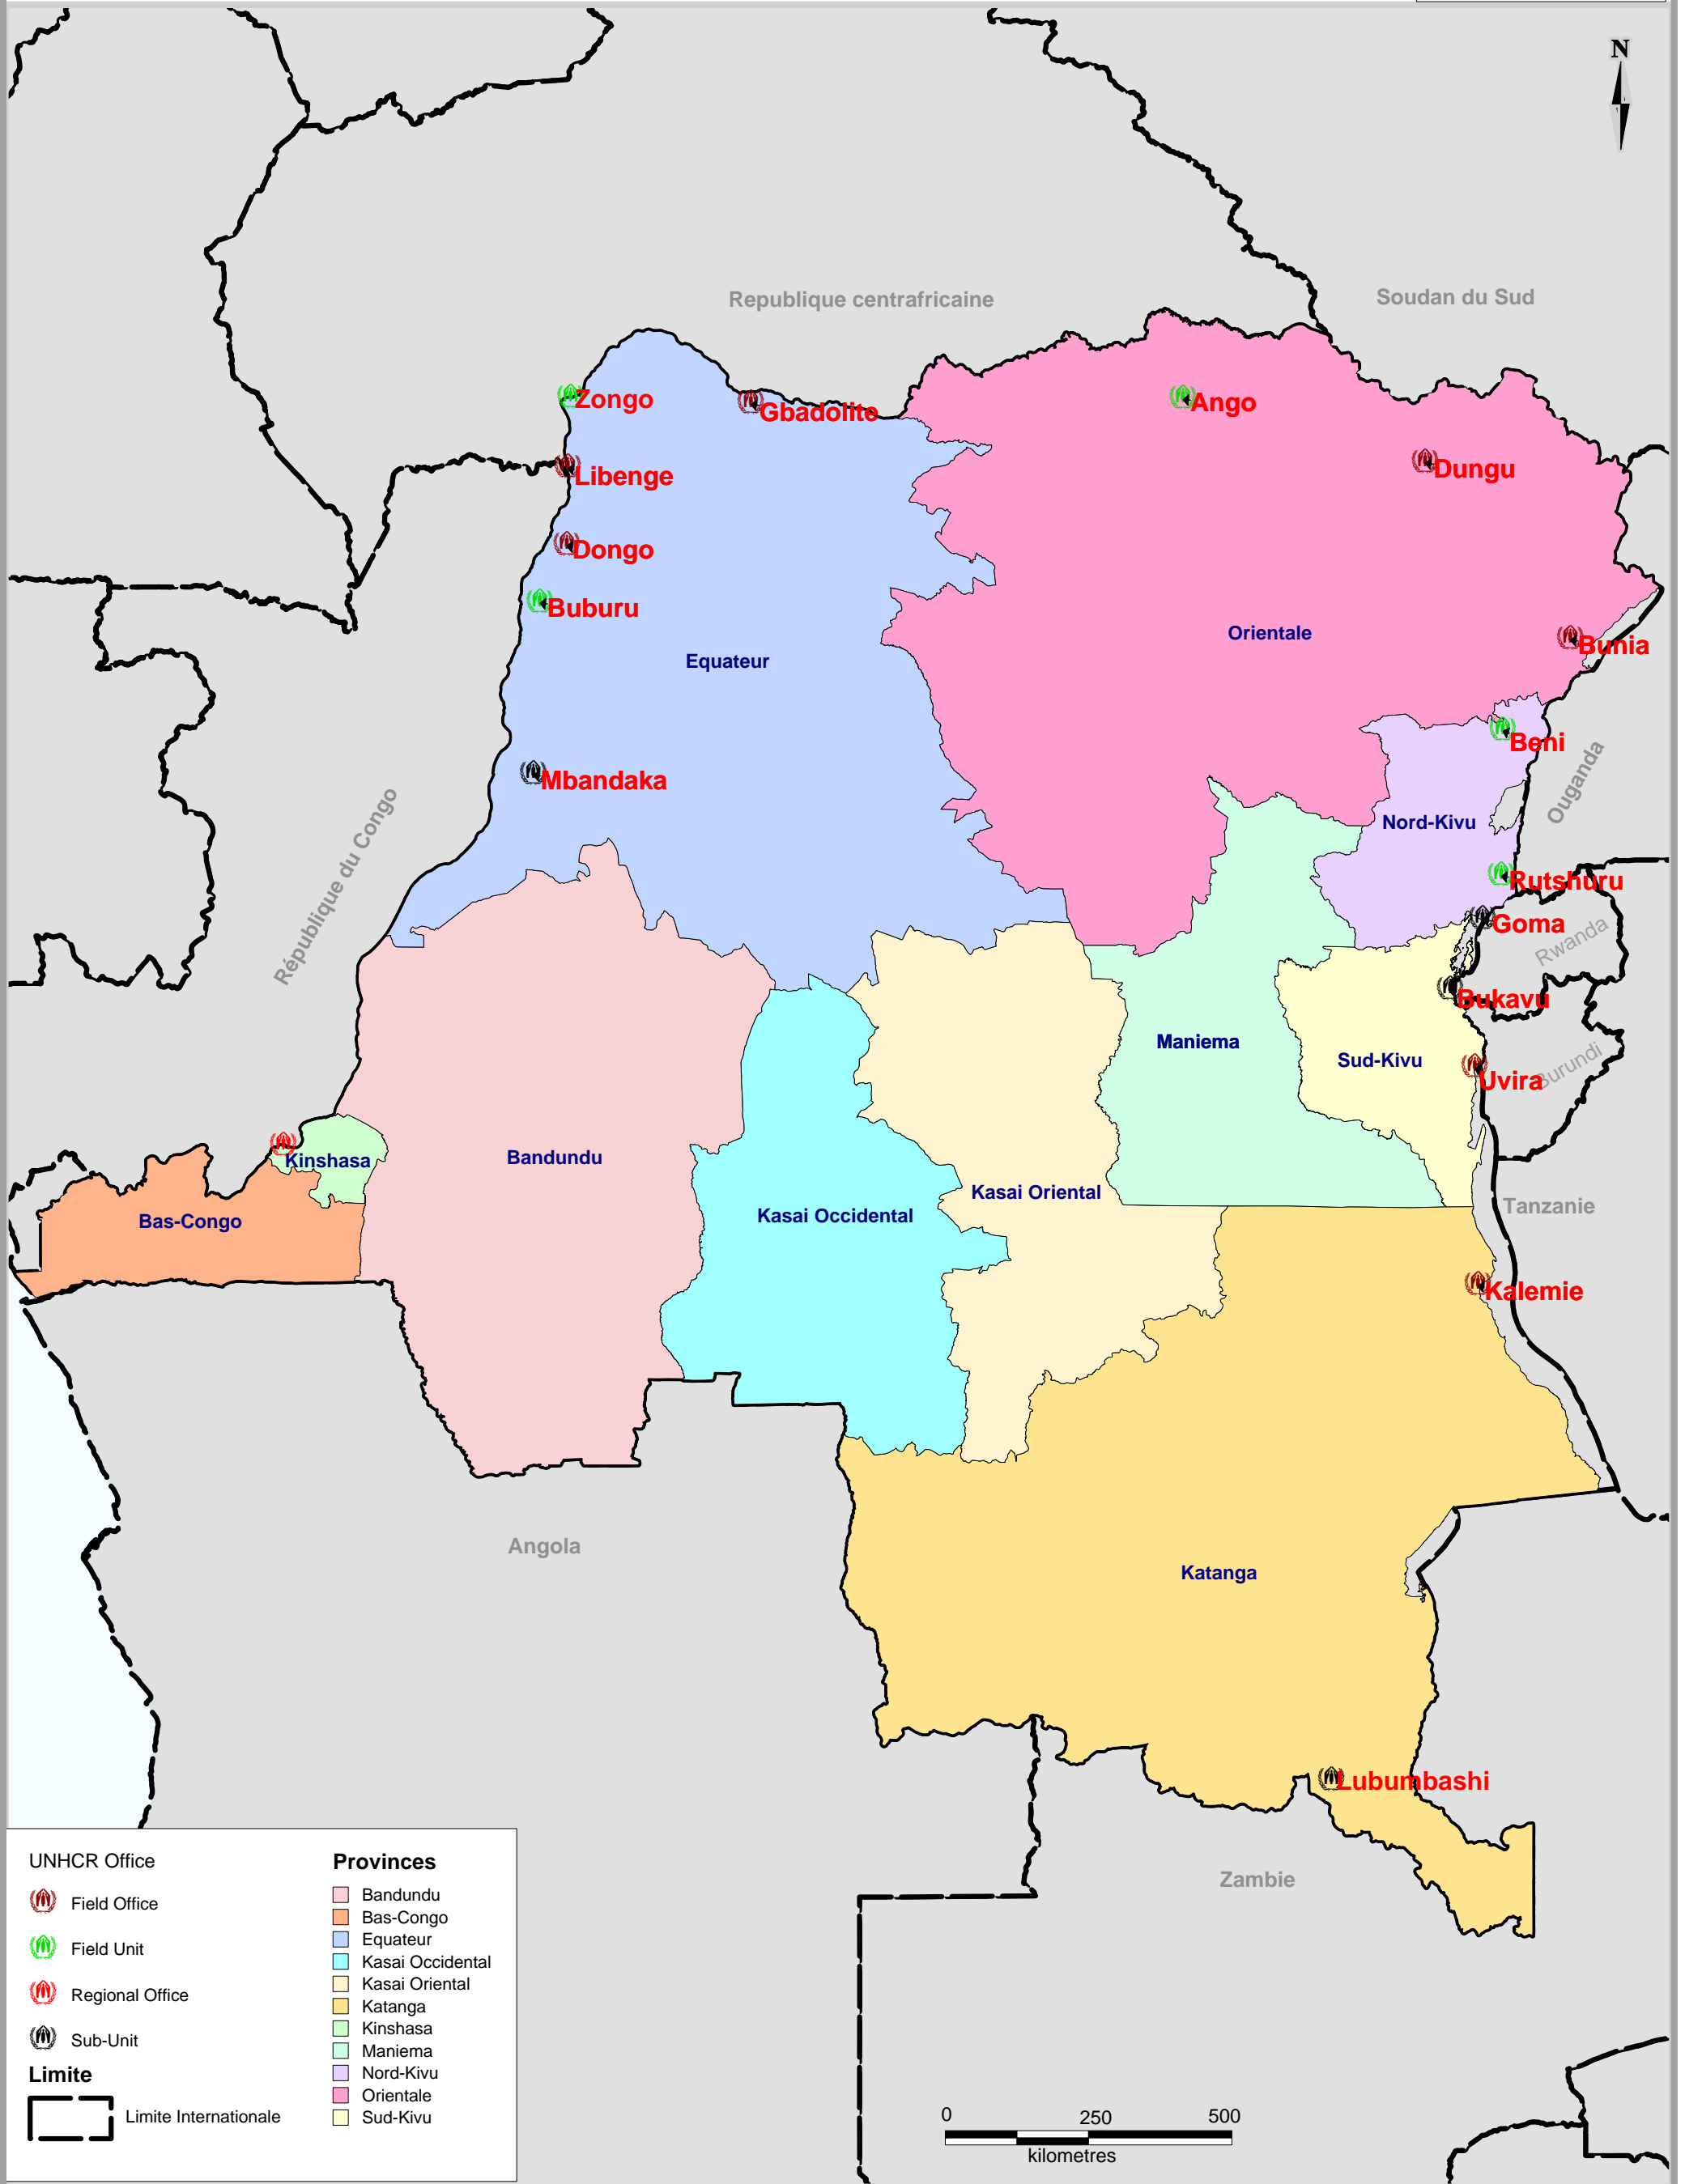 N
Republique centrafricaine
Soudan du Sud
Zongo
Gbadolite
Ango
Libenge
Dungu
Dongo
Buburu
Orientale
Bunia
Equateur
Beni
Mbandaka
Ouganda
République du Congo
Nord-Kivu
Rutshuru
Goma
Rwanda
Bukavu
Maniema
Sud-Kivu
Burundi
Uvira
Kinshasa
Bandundu
Kasai Oriental
Bas-Congo
Kasai Occidental
Tanzanie
Kalemie
Angola
Katanga
Lubumbashi
Zambie
UNHCR Office
Field Office
Field Unit
Regional Office
Sub-Unit
Limite
Limite Internationale
Provinces
Bandundu
Bas-Congo
Equateur
Kasai Occidental
Kasai Oriental
Katanga
Kinshasa
Maniema
Nord-Kivu
Orientale
Sud-Kivu
0 250 500
kilometres